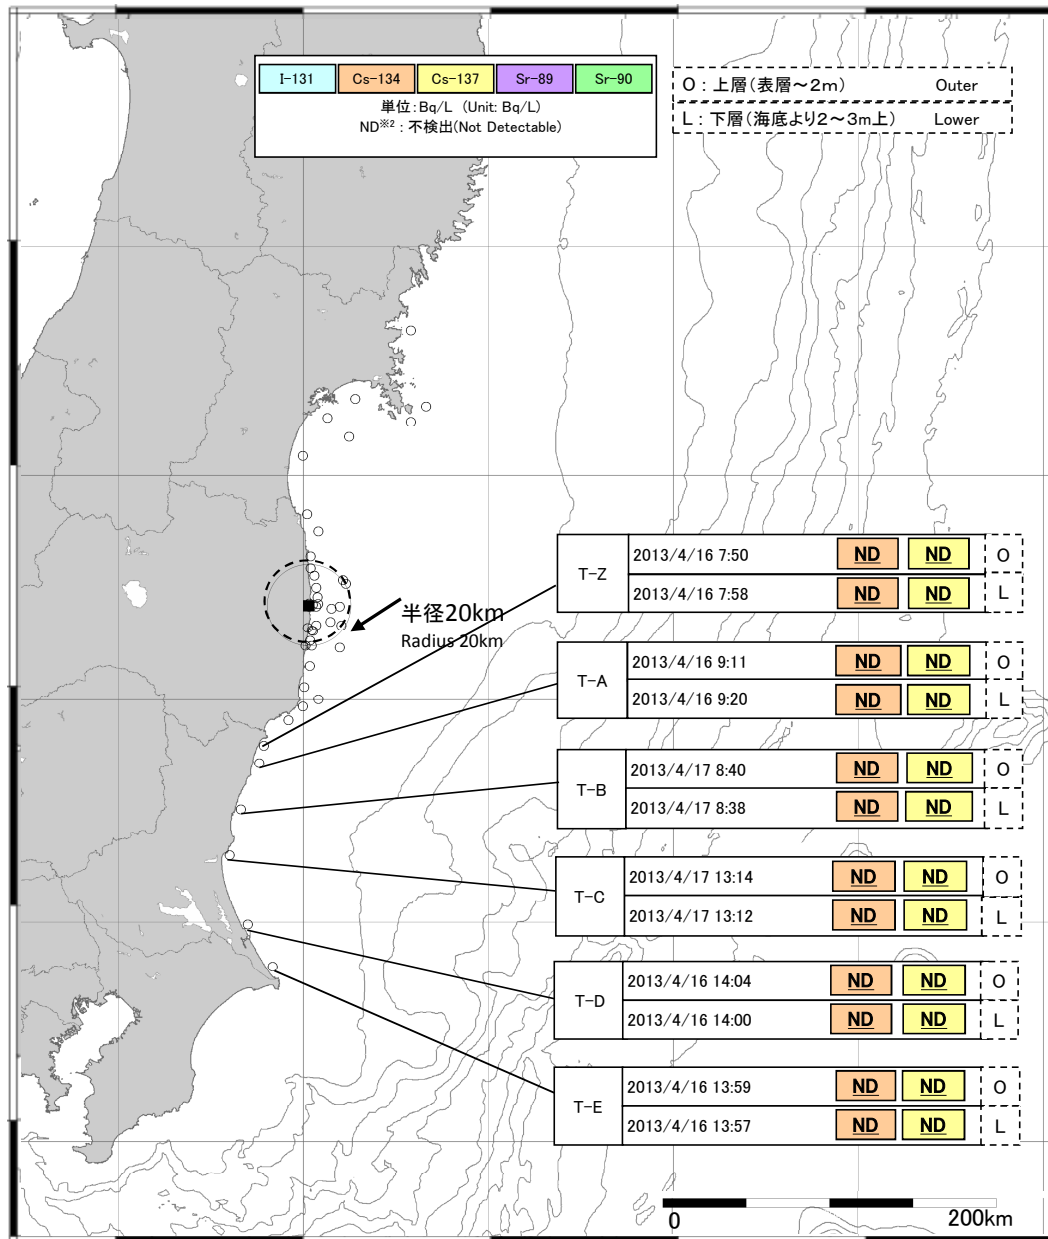 I-131 Cs-134 Cs-137 Sr-89 Sr-90
単位:Bq/L (Unit: Bq/L)
ND※2 : 不検出(Not Detectable)
O : 上層(表層～2m) Outer
L : 下層(海底より2～3m上) Lower
半径20km
Radius 20km
T-Z
2013/4/16 7:50 ND ND O
2013/4/16 7:58 ND ND L
T-A
2013/4/16 9:11 ND ND O
2013/4/16 9:20 ND ND L
T-B
2013/4/17 8:40 ND ND O
2013/4/17 8:38 ND ND L
T-C
2013/4/17 13:14 ND ND O
2013/4/17 13:12 ND ND L
T-D
2013/4/16 14:04 ND ND O
2013/4/16 14:00 ND ND L
T-E
2013/4/16 13:59 ND ND O
2013/4/16 13:57 ND ND L
0 200km